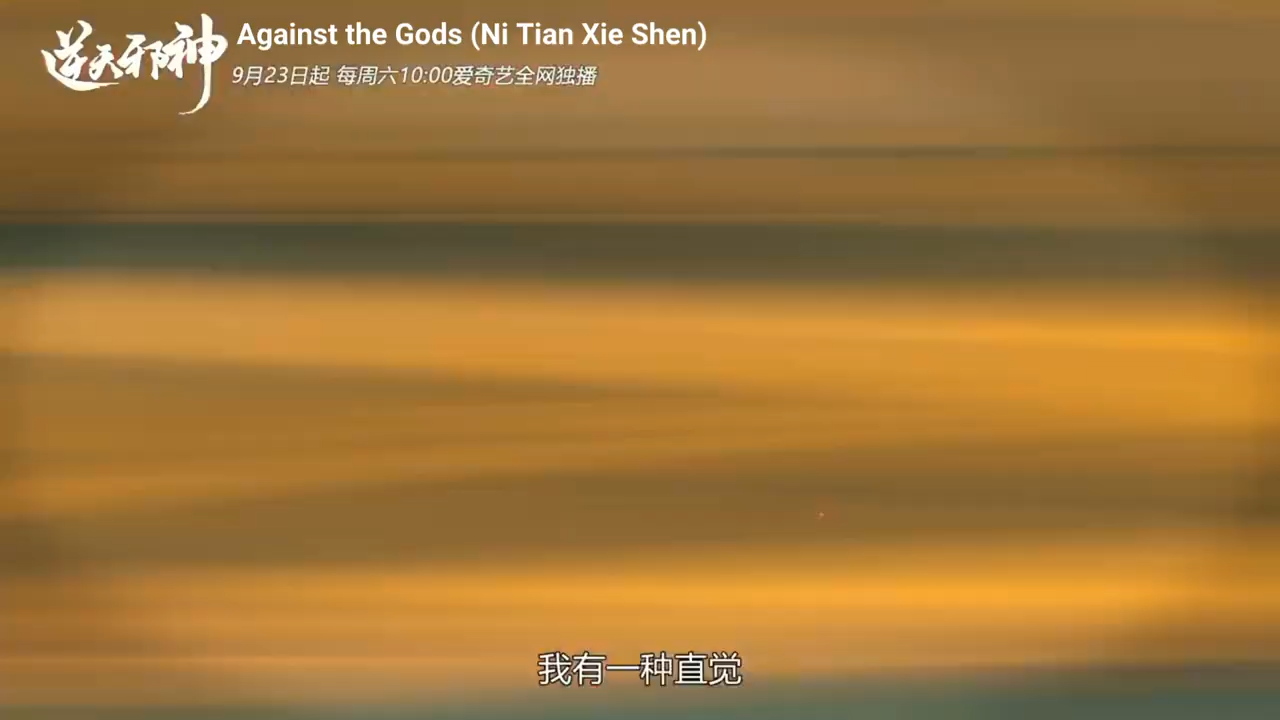 逆天邪神
Against the Gods (Ni Tian Xie Shen)
9月23日起 每周六10:00爱奇艺全网独播
我有一种直觉